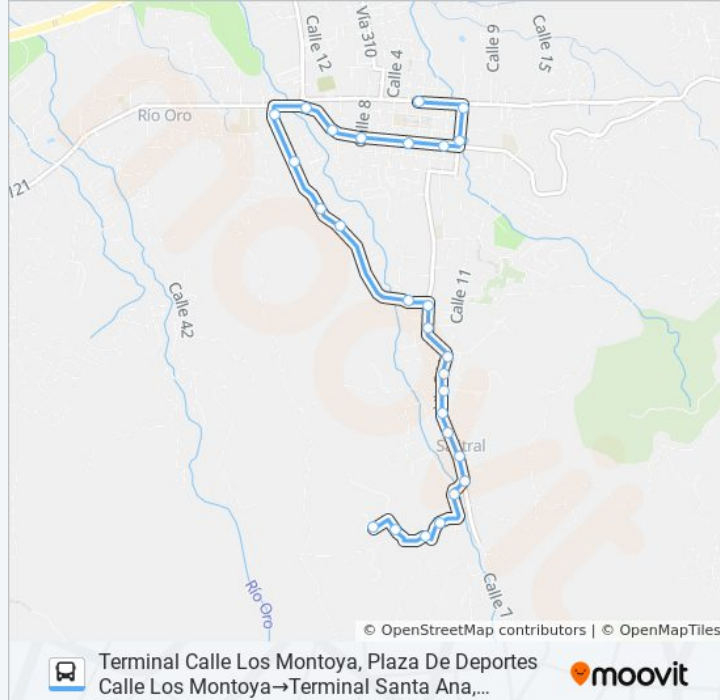 Calle 12
Vía 310
Calle 4
Calle 9
Calle 15
Calle 8
Río Oro
121
Calle 42
Calle 11
Río Oro
Calle 7
© OpenStreetMap contributors | © OpenMapTiles
Terminal Calle Los Montoya, Plaza De Deportes
Calle Los Montoya→Terminal Santa Ana,...
moovit